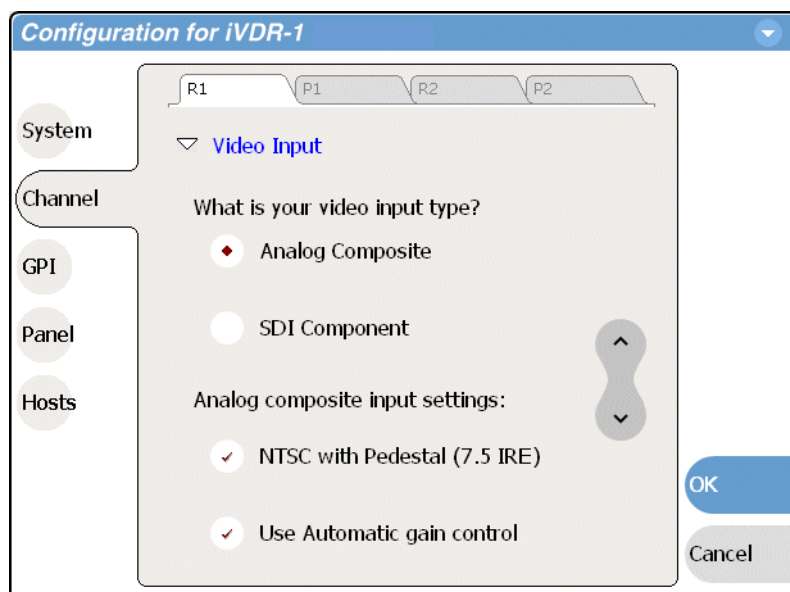 Configuration for iVDR-1
R1
P1
R2
P2
System
Channel
GPI
Panel
Hosts
Video Input
What is your video input type?
Analog Composite
SDI Component
Analog composite input settings:
NTSC with Pedestal (7.5 IRE)
Use Automatic gain control
OK
Cancel